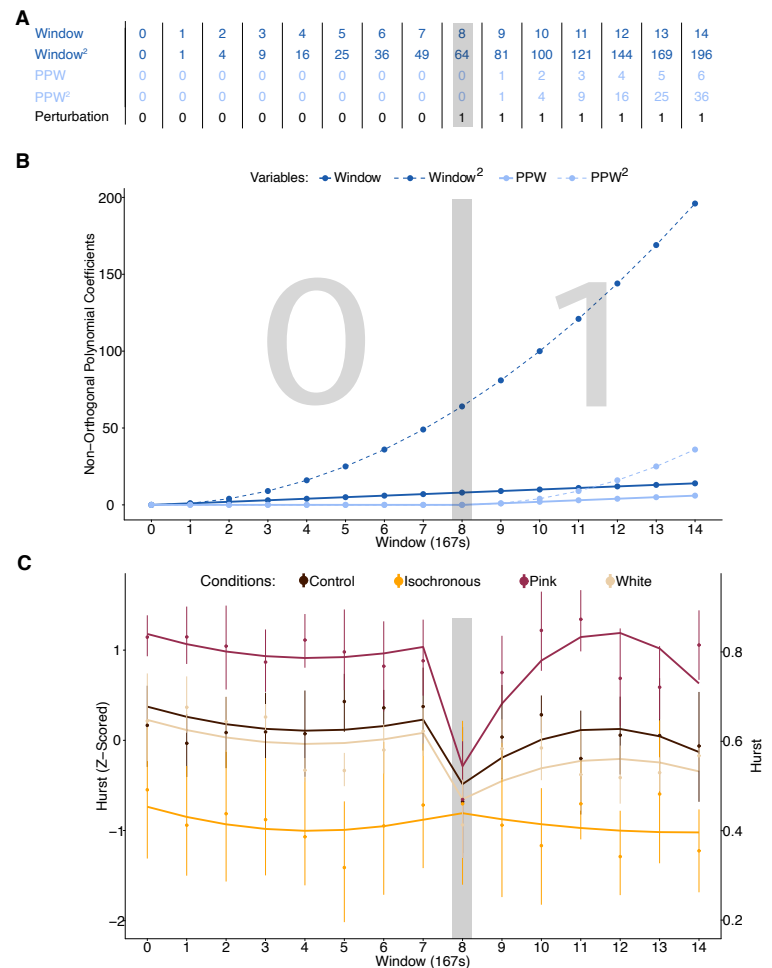 A
Window 0 1 2 3 4 5 6 7 8 9 10 11 12 13 14
Window² 0 1 4 9 16 25 36 49 64 81 100 121 144 169 196
PPW 0 0 0 0 0 0 0 0 0 1 2 3 4 5 6
PPW² 0 0 0 0 0 0 0 0 0 1 4 9 16 25 36
Perturbation 0 0 0 0 0 0 0 0 1 1 1 1 1 1 1
B
Variables: Window Window² PPW PPW²
Non-Orthogonal Polynomial Coefficients
200
150
100
50
0
0 1
0 1 2 3 4 5 6 7 8 9 10 11 12 13 14
Window (167s)
C
Conditions: Control Isochronous Pink White
Hurst (Z-Scored)
1
0
−1
−2
0.8
0.6
0.4
0.2
Hurst
0 1 2 3 4 5 6 7 8 9 10 11 12 13 14
Window (167s)